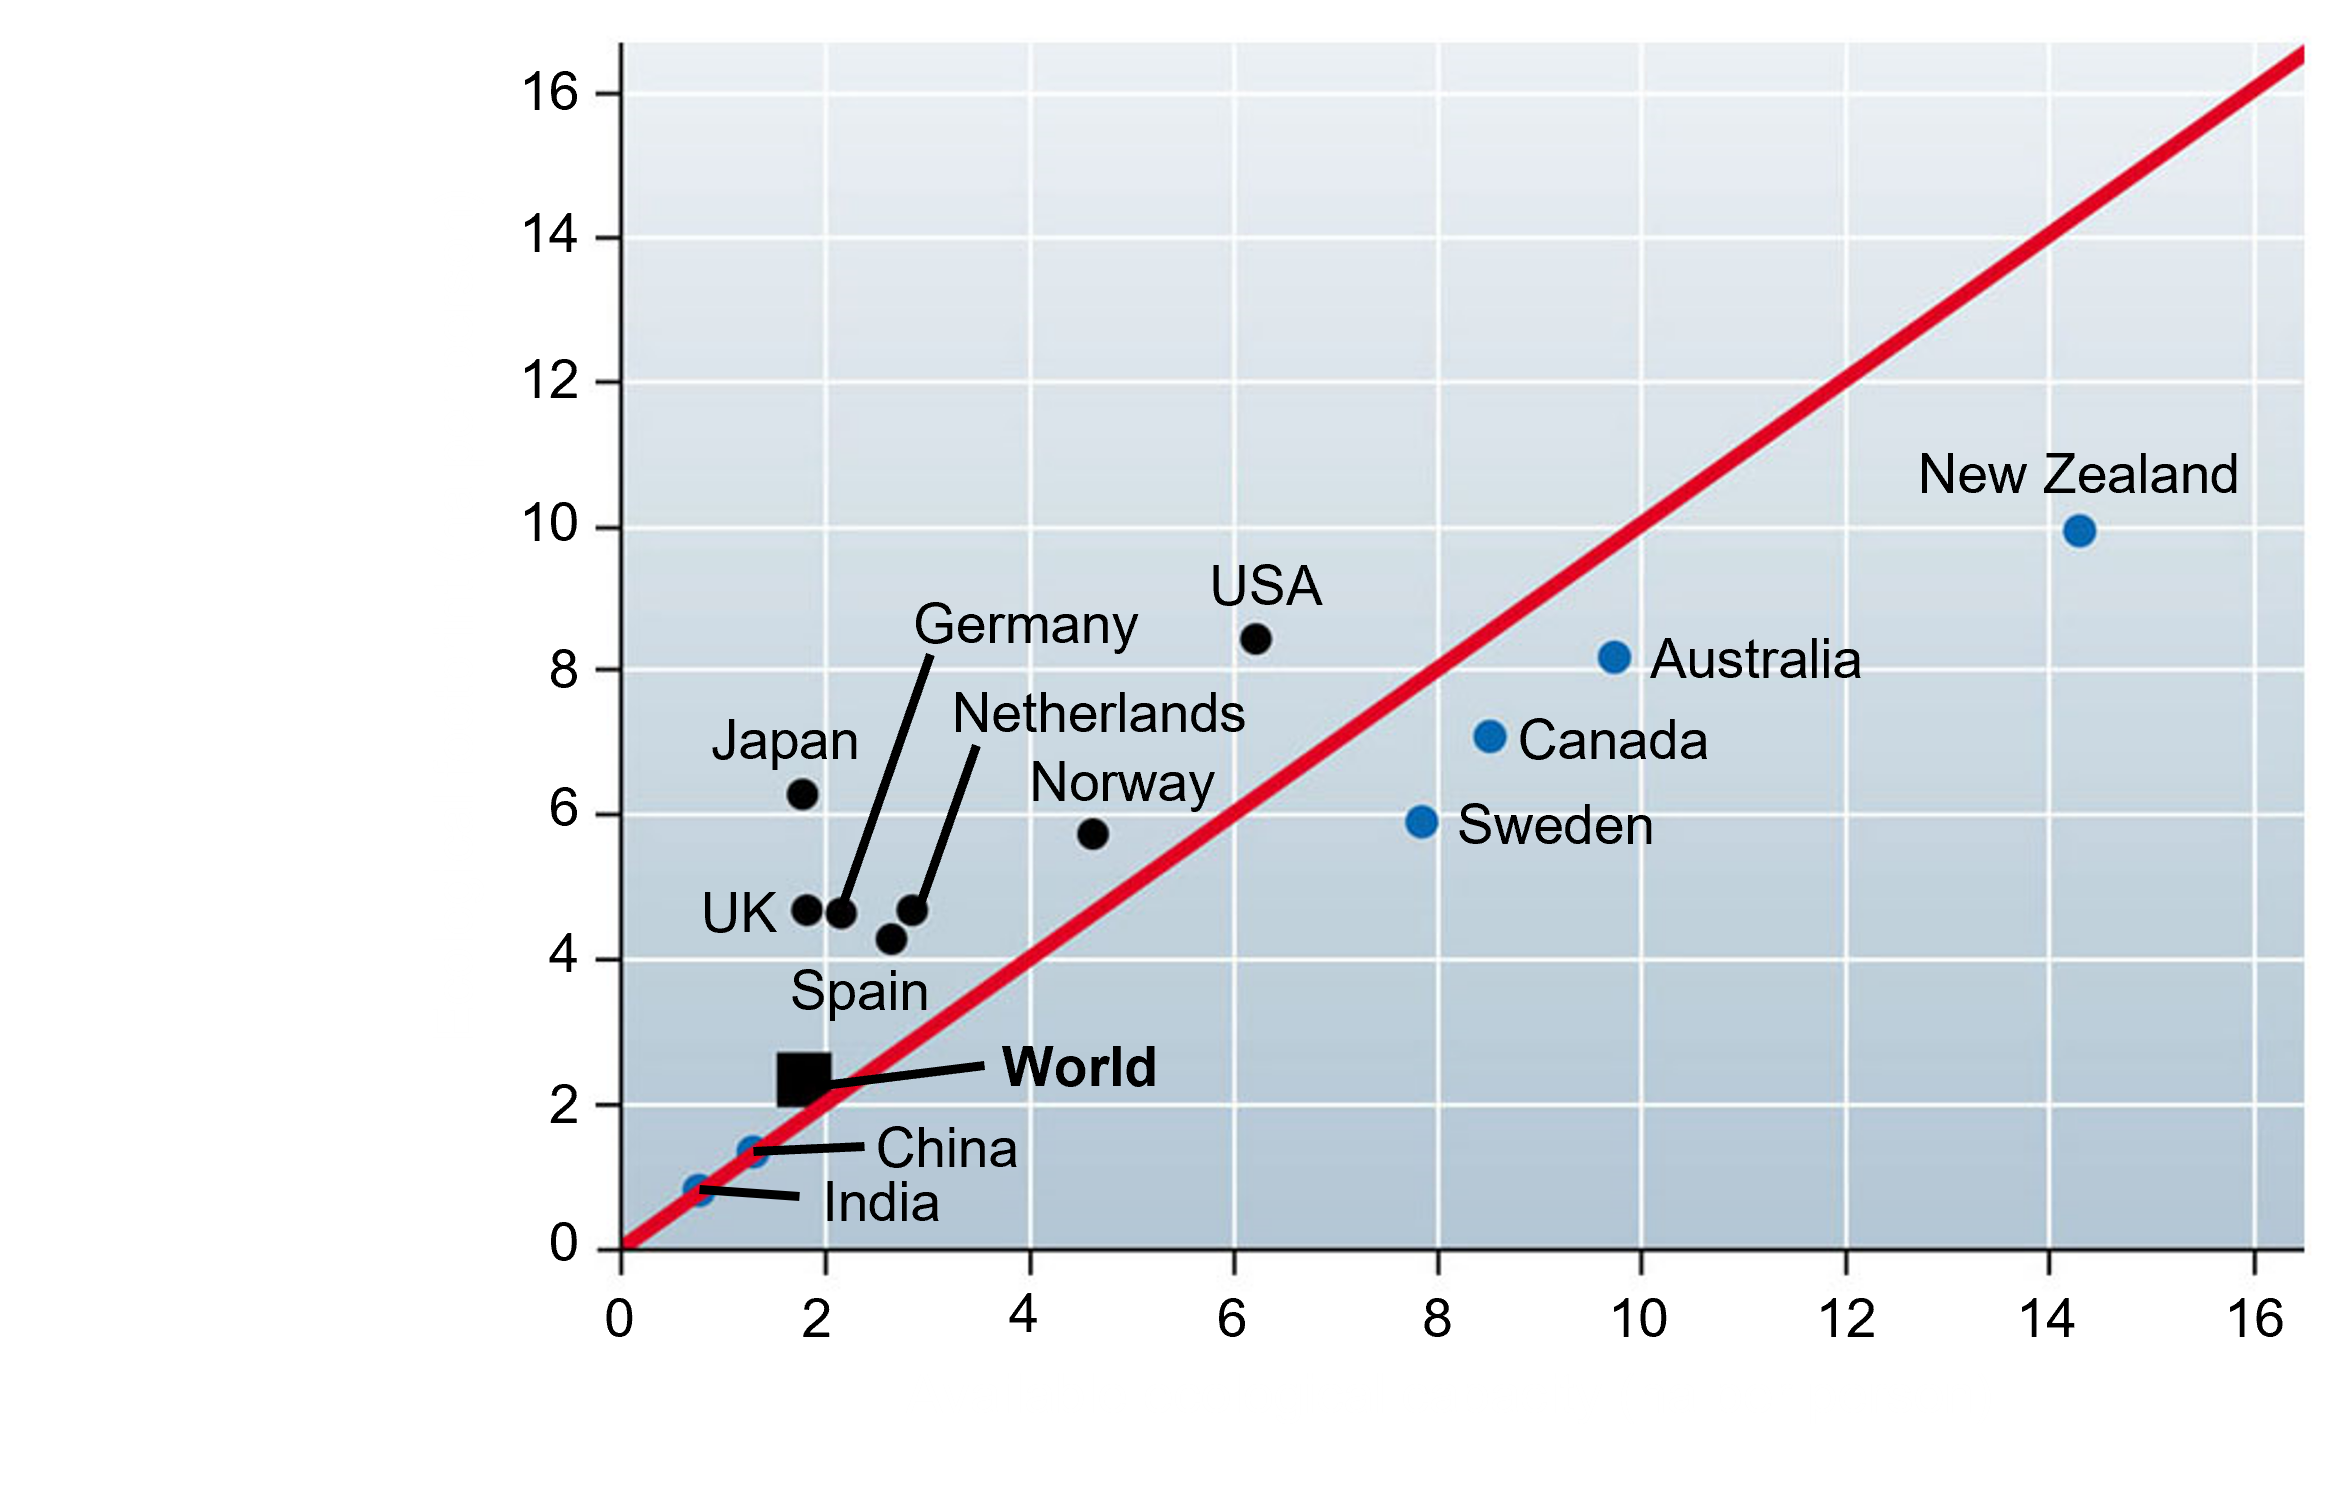 16
14
12
10
8
6
4
2
0
New Zealand
USA
Germany
Australia
Netherlands
Japan
Canada
Norway
Sweden
UK
Spain
World
China
India
0 2 4 6 8 10 12 14 16